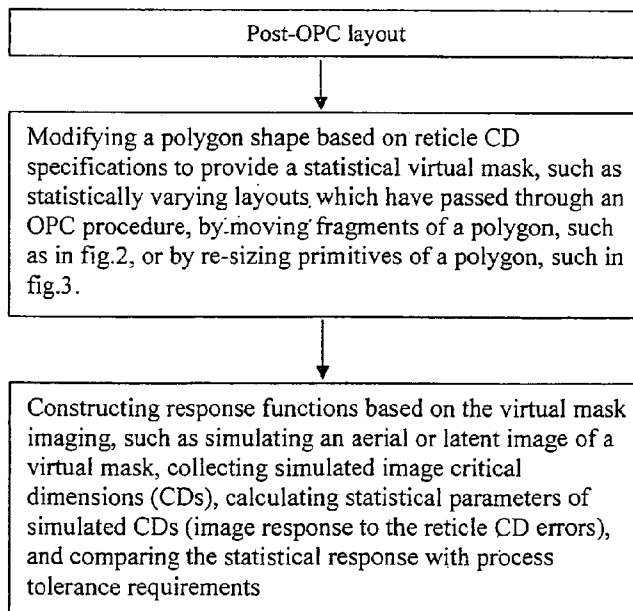 Post-OPC layout
Modifying a polygon shape based on reticle CD
specifications to provide a statistical virtual mask, such as
statistically varying layouts which have passed through an
OPC procedure, by moving fragments of a polygon, such
as in fig.2, or by re-sizing primitives of a polygon, such in
fig.3.
Constructing response functions based on the virtual mask
imaging, such as simulating an aerial or latent image of a
virtual mask, collecting simulated image critical
dimensions (CDs), calculating statistical parameters of
simulated CDs (image response to the reticle CD errors),
and comparing the statistical response with process
tolerance requirements